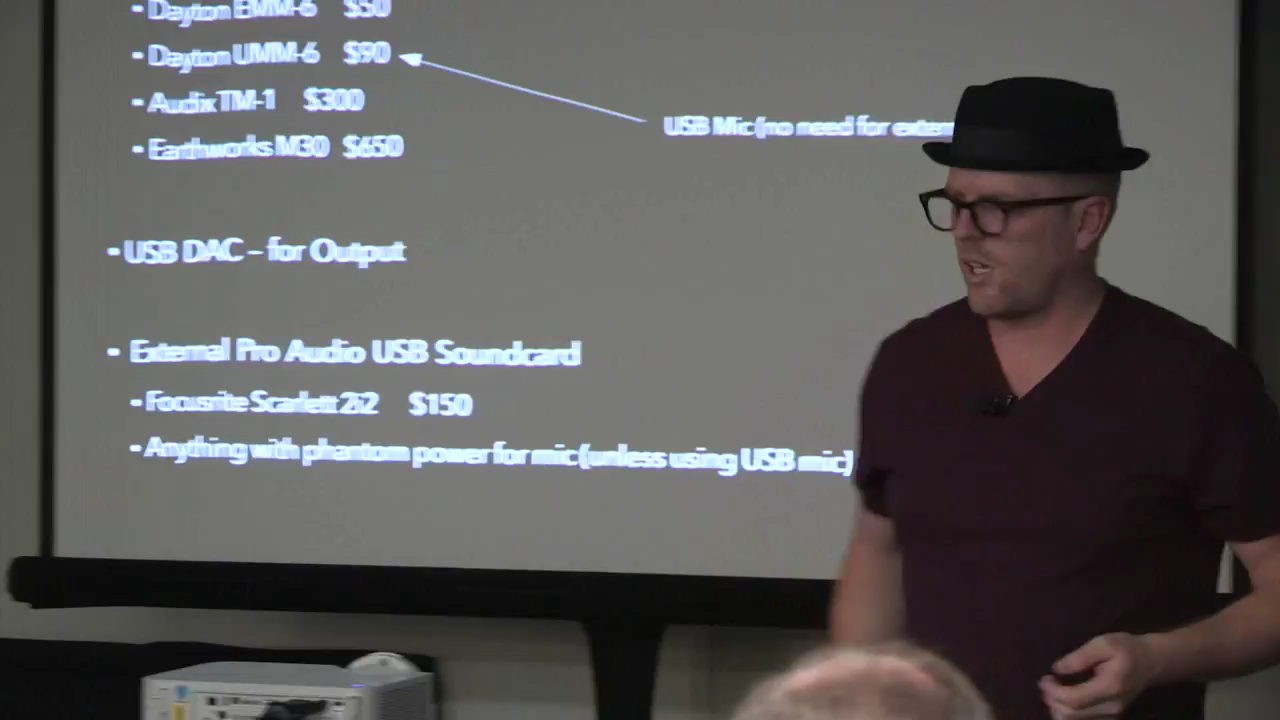 - Dayton EMM-6 $50
- Dayton UMM-6 $90
- Audix TM-1 $300
- Earthworks M30 $650
USB Mic (no need for extern
• USB DAC – for Output
• External Pro Audio USB Soundcard
- Focusrite Scarlett 2i2 $150
- Anything with phantom power for mic (unless using USB mic)